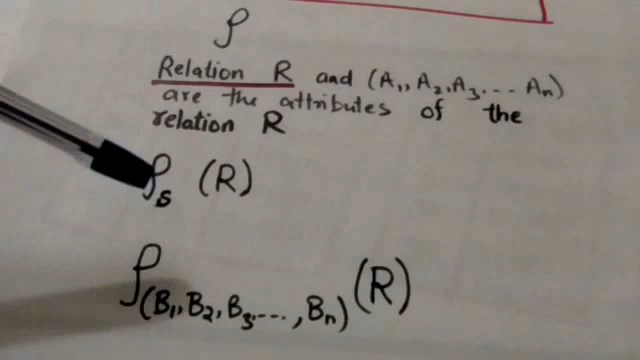 ρ
Relation R and (A1, A2, A3.... An)
are the attributes of the
relation R
ρs (R)
ρ(B1, B2, B3...., Bn) (R)